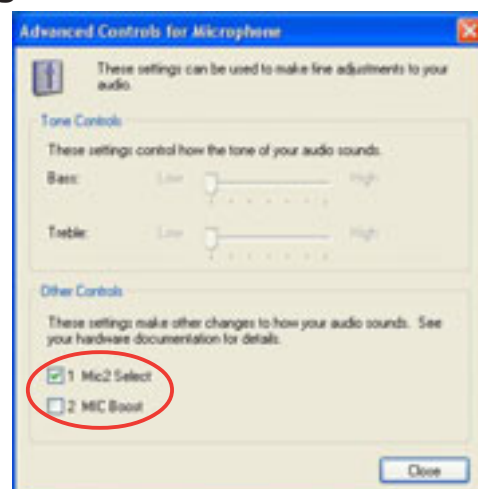 Advanced Controls for Microphone
These settings can be used to make fine adjustments to your
audio.
Tone Controls
These settings control how the tone of your audio sounds.
Bass: Low High
Treble: Low High
Other Controls
These settings make other changes to how your audio sounds. See
your hardware documentation for details.
1 Mic2 Select
2 MIC Boost
Close